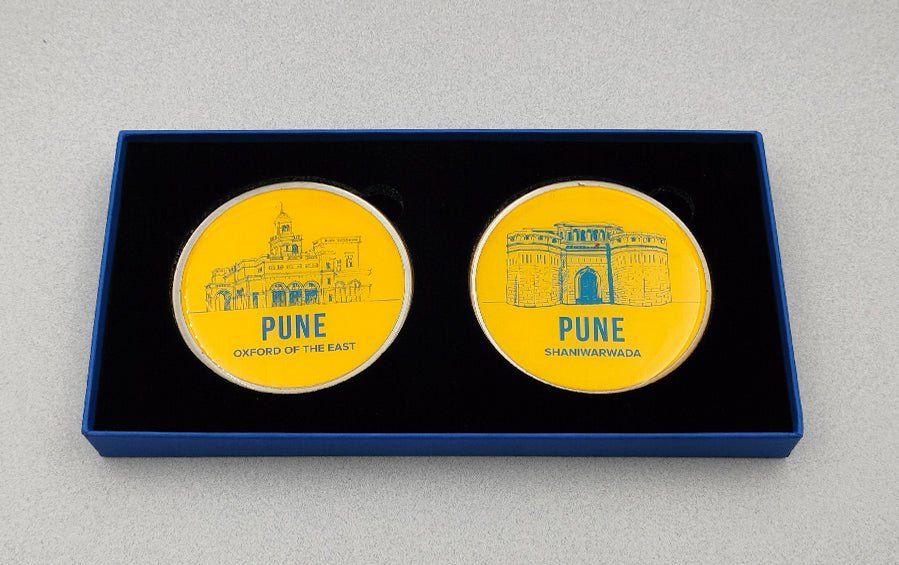 PUNE
OXFORD OF THE EAST
PUNE
SHANIWARWADA